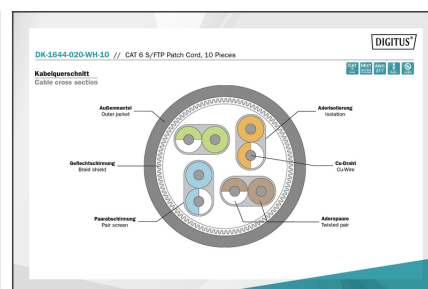 DIGITUS®
DK-1644-020-WH-10 // CAT 6 S/FTP Patch Cord, 10 Pieces
Kabelquerschnitt
Cable cross section
Außenmantel
Outer jacket
Aderisolierung
Isolation
Geflechtschirmung
Braid shield
Cu-Draht
Cu-Wire
Paarabschirmung
Pair screen
Adernpaare
Twisted pair